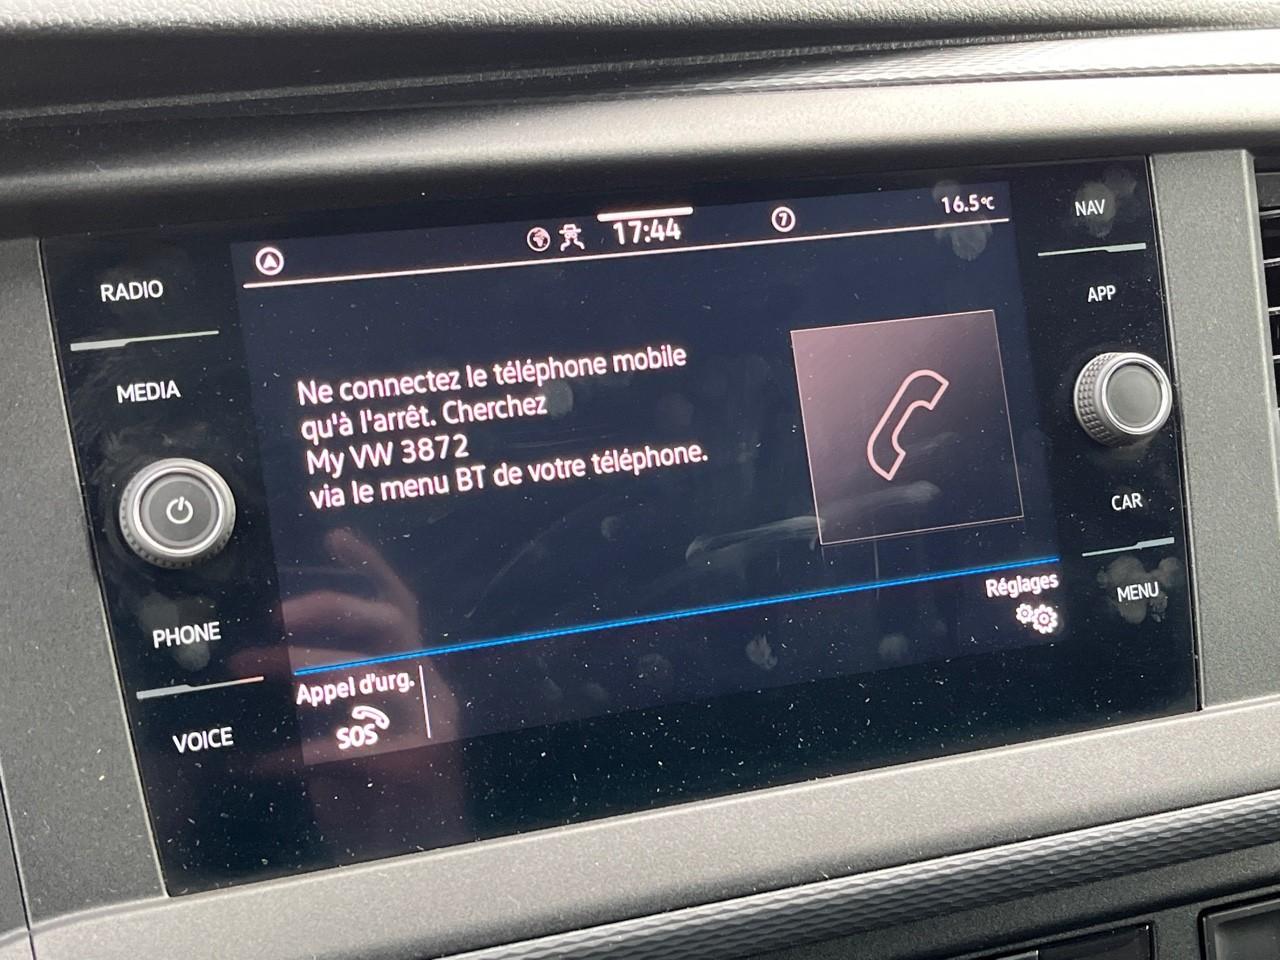 17:44
7
16.5°C
NAV
RADIO
APP
MEDIA
Ne connectez le téléphone mobile
qu'à l'arrêt. Cherchez
My VW 3872
via le menu BT de votre téléphone.
CAR
Réglages
MENU
PHONE
Appel d'urg.
SOS
VOICE